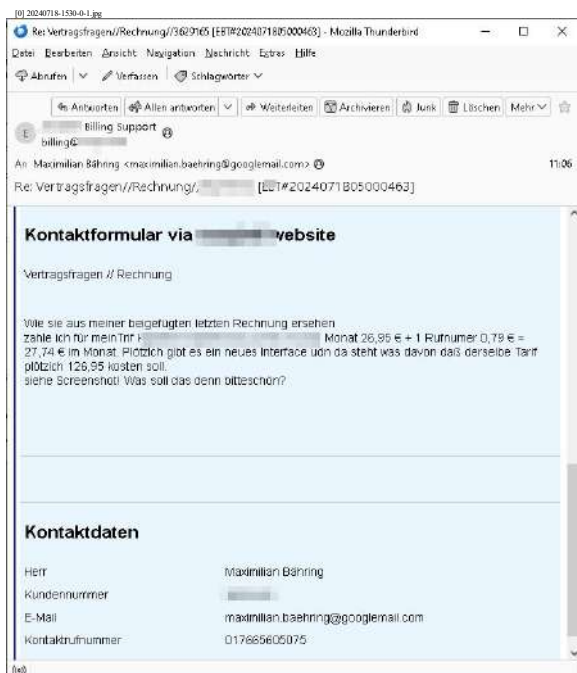 [0] 20240718-1530-0-1.jpg
Re: Vertragsfragen//Rechnung//3629165 [EBT#2024071805000463] - Mozilla Thunderbird
Datei Bearbeiten Ansicht Navigation Nachricht Extras Hilfe
Abrufen Verfassen Schlagwörter
Antworten Allen antworten Weiterleiten Archivieren Junk Löschen Mehr
E Billing Support
billing@
An Maximilian Bähring <maximilian.baehring@googlemail.com> 11:06
Re: Vertragsfragen//Rechnung/, [EBT#2024071805000463]
Kontaktformular via website
Vertragsfragen // Rechnung
Wie sie aus meiner beigefügten letzten Rechnung ersehen
zahle ich für meinTrif Monat 26,95 € + 1 Rufnumer 0,79 € =
27,74 € im Monat. Plötzich gibt es ein neues Interface udn da steht was davon daß derselbe Tarif
plötzich 126,95 kosten soll.
siehe Screenshot! Was soll das denn bitteschön?
Kontaktdaten
Herr Maximilian Bähring
Kundennummer
E-Mail maximilian.baehring@googlemail.com
Kontaktrufnummer 017665605075